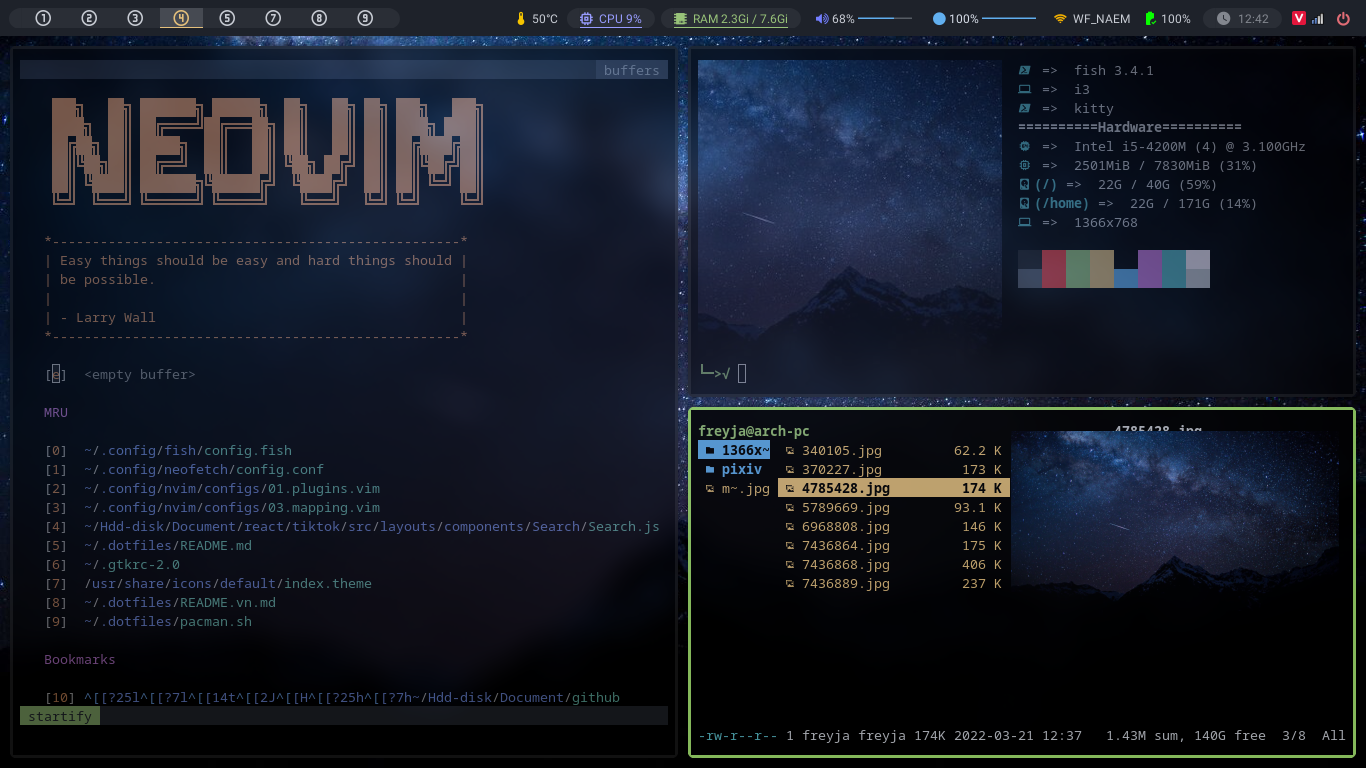 1 2 3 4 5 7 8 9 50°C CPU 9% RAM 2.3Gi / 7.6Gi 68% 100% WF_NAEM 100% 12:42 V
buffers
NEOVIM
*---------------------------------------------------*
| Easy things should be easy and hard things should |
| be possible. |
| |
| - Larry Wall |
*---------------------------------------------------*
[e] <empty buffer>
MRU
[0] ~/.config/fish/config.fish
[1] ~/.config/neofetch/config.conf
[2] ~/.config/nvim/configs/01.plugins.vim
[3] ~/.config/nvim/configs/03.mapping.vim
[4] ~/Hdd-disk/Document/react/tiktok/src/layouts/components/Search/Search.js
[5] ~/.dotfiles/README.md
[6] ~/.gtkrc-2.0
[7] /usr/share/icons/default/index.theme
[8] ~/.dotfiles/README.vn.md
[9] ~/.dotfiles/pacman.sh
Bookmarks
[10] ^[[?25l^[[?7l^[[14t^[[2J^[[H^[[?25h^[[?7h~/Hdd-disk/Document/github
startify
=> fish 3.4.1
=> i3
=> kitty
==========Hardware==========
=> Intel i5-4200M (4) @ 3.100GHz
=> 2501MiB / 7830MiB (31%)
(/) => 22G / 40G (59%)
(/home) => 22G / 171G (14%)
=> 1366x768
└─>√
freyja@arch-pc 4785428.jpg
1366x~ 340105.jpg 62.2 K
pixiv 370227.jpg 173 K
m~.jpg 4785428.jpg 174 K
5789669.jpg 93.1 K
6968808.jpg 146 K
7436864.jpg 175 K
7436868.jpg 406 K
7436889.jpg 237 K
-rw-r--r-- 1 freyja freyja 174K 2022-03-21 12:37 1.43M sum, 140G free 3/8 All